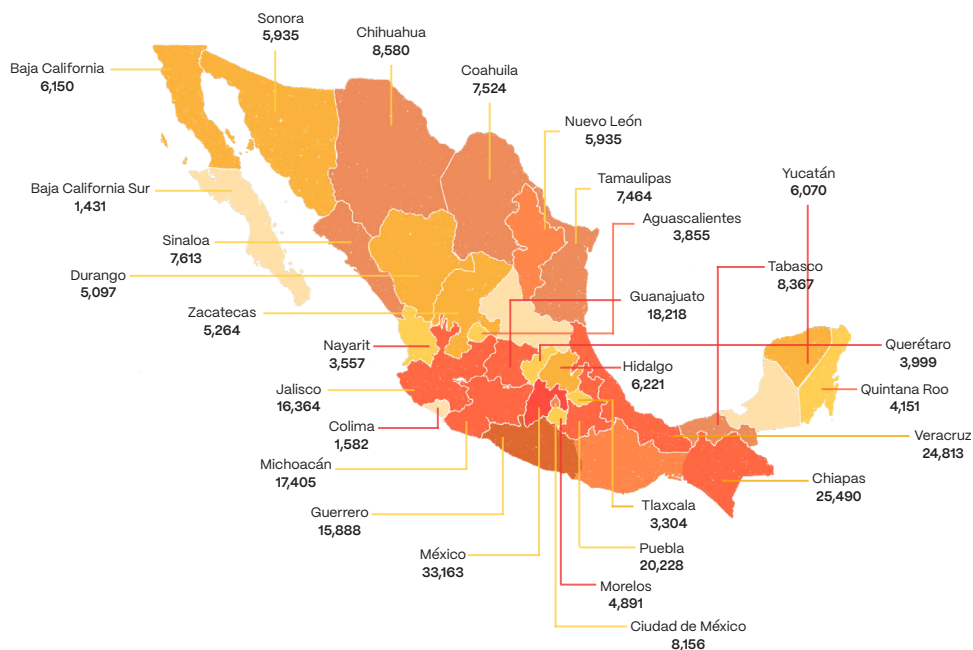 Sonora
5,935
Chihuahua
8,580
Baja California
6,150
Coahuila
7,524
Nuevo León
5,935
Yucatán
6,070
Tamaulipas
7,464
Baja California Sur
1,431
Aguascalientes
3,855
Sinaloa
7,613
Tabasco
8,367
Durango
5,097
Guanajuato
18,218
Zacatecas
5,264
Nayarit
3,557
Querétaro
3,999
Hidalgo
6,221
Jalisco
16,364
Quintana Roo
4,151
Colima
1,582
Veracruz
24,813
Michoacán
17,405
Chiapas
25,490
Tlaxcala
3,304
Guerrero
15,888
México
33,163
Puebla
20,228
Morelos
4,891
Ciudad de México
8,156